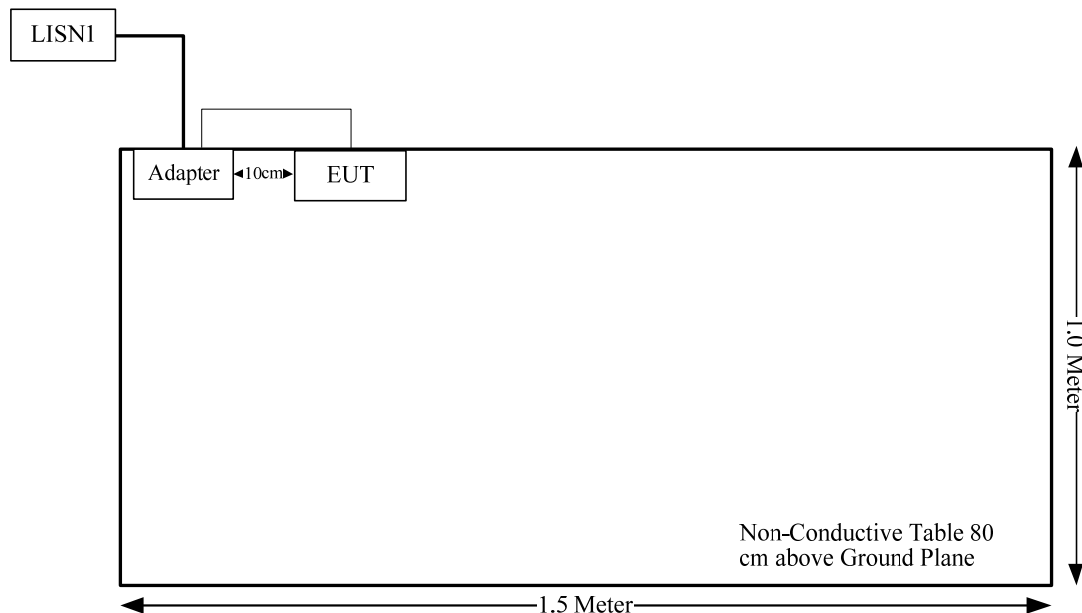 LISN1
Adapter
10cm
EUT
1.0 Meter
Non-Conductive Table 80
cm above Ground Plane
1.5 Meter